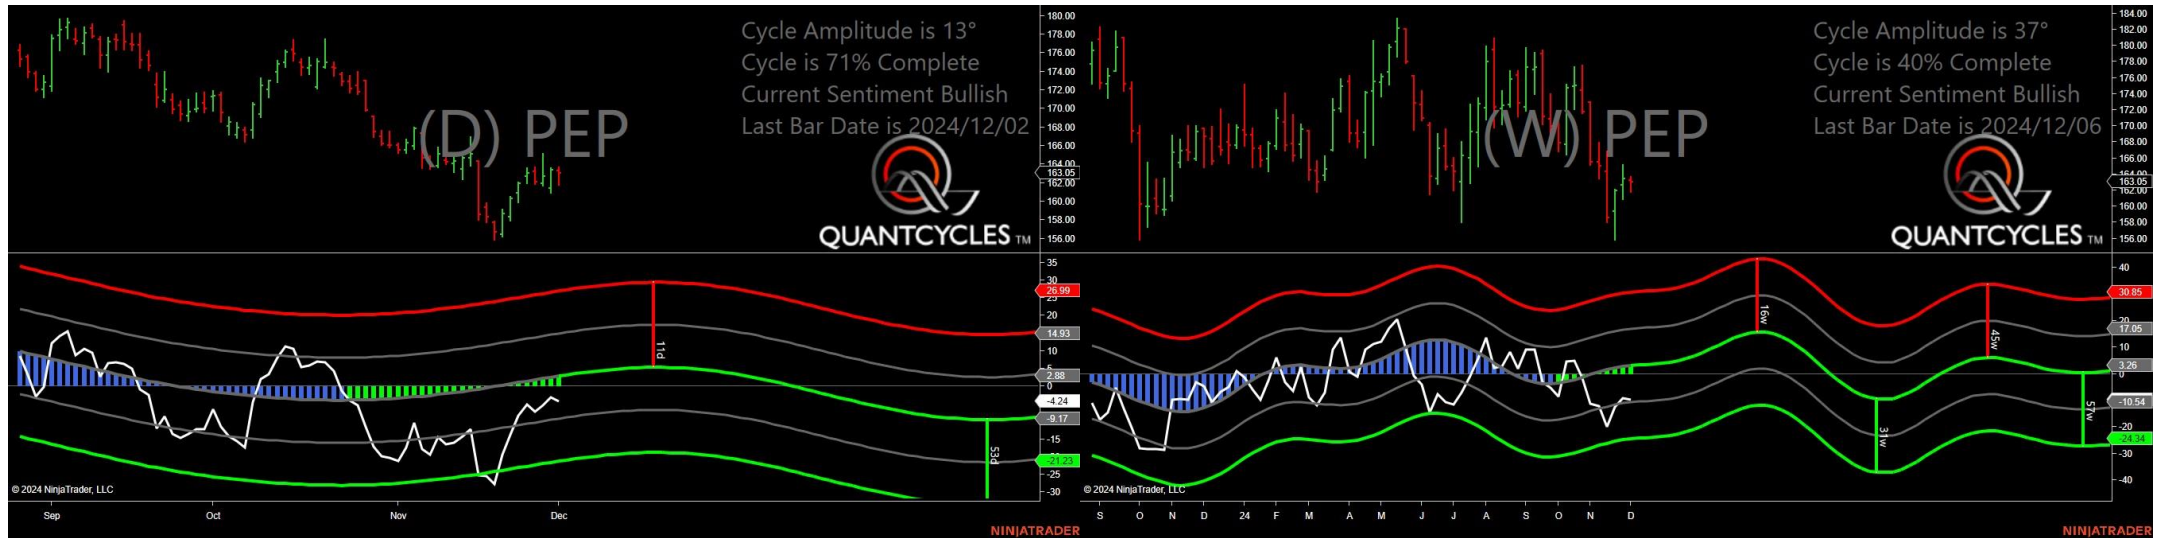 Cycle Amplitude is 13°
Cycle is 71% Complete
Current Sentiment Bullish
Last Bar Date is 2024/12/02
(D) PEP
QUANTCYCLES TM
180.00
178.00
176.00
174.00
172.00
170.00
168.00
166.00
164.00
163.05
162.00
160.00
158.00
156.00
35
30
26.99
25
20
14.93
10
5
2.88
0
-4.24
-9.17
-15
-21.23
-25
-30
11d
53d
© 2024 NinjaTrader, LLC
Sep Oct Nov Dec
NINJATRADER
Cycle Amplitude is 37°
Cycle is 40% Complete
Current Sentiment Bullish
Last Bar Date is 2024/12/06
(W) PEP
QUANTCYCLES TM
184.00
182.00
180.00
178.00
176.00
174.00
172.00
170.00
168.00
166.00
164.00
163.05
162.00
160.00
158.00
156.00
40
30.85
20
17.05
10
3.26
0
-10.54
-20
-24.34
-30
-40
16w
31w
45w
57w
© 2024 NinjaTrader, LLC
S O N D 24 F M A M J J A S O N D
NINJATRADER